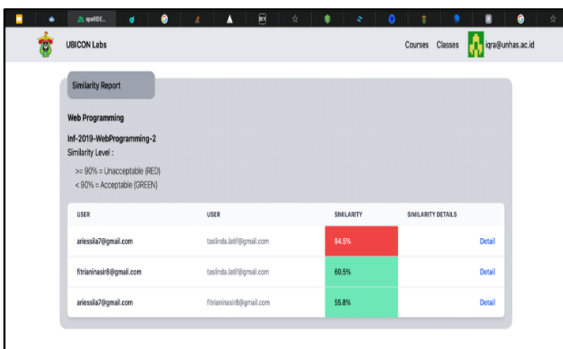 spellDE...
UBICON Labs
Courses Classes iqra@unhas.ac.id
Similarity Report
Web Programming
Inf-2019-WebProgramming-2
Similarity Level :
>= 90% = Unacceptable (RED)
< 90% = Acceptable (GREEN)
USER USER SIMILARITY SIMILARITY DETAILS
ariessila7@gmail.com taslinda.latif@gmail.com 94.5% Detail
fitrianinasir8@gmail.com taslinda.latif@gmail.com 60.5% Detail
ariessila7@gmail.com fitrianinasir8@gmail.com 55.8% Detail